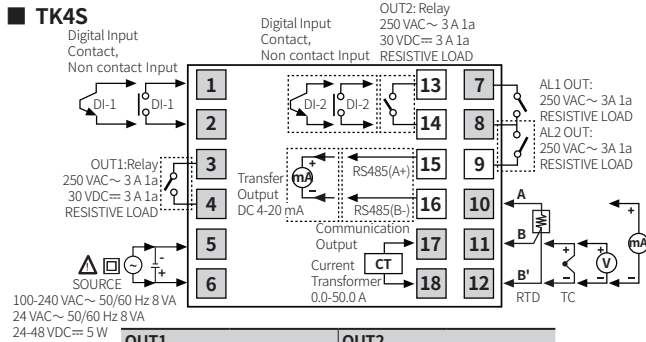 ■ TK4S
Digital Input
Contact,
Non contact Input
DI-1
DI-1
1
2
OUT1:Relay
250 VAC～ 3 A 1a
30 VDC⎓ 3 A 1a
RESISTIVE LOAD
3
4
5
6
SOURCE
100-240 VAC～ 50/60 Hz 8 VA
24 VAC～ 50/60 Hz 8 VA
24-48 VDC⎓ 5 W
Digital Input
Contact,
Non contact Input
OUT2: Relay
250 VAC～ 3 A 1a
30 VDC⎓ 3 A 1a
RESISTIVE LOAD
DI-2
DI-2
13
14
Transfer
Output
DC 4-20 mA
+
mA
-
RS485(A+)
RS485(B-)
15
16
Communication
Output
Current
Transformer
0.0-50.0 A
CT
17
18
7
8
9
10
11
12
AL1 OUT:
250 VAC～ 3A 1a
RESISTIVE LOAD
AL2 OUT:
250 VAC～ 3A 1a
RESISTIVE LOAD
A
B
B'
RTD
TC
+
-
+
V
-
+
mA
-
OUT1
OUT2